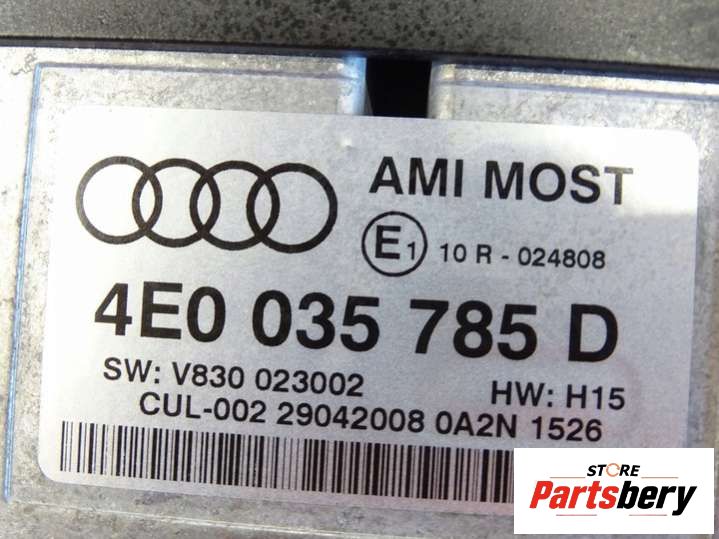 AMI MOST
E1 10 R - 024808
4E0 035 785 D
SW: V830 023002 HW: H15
CUL-002 29042008 0A2N 1526
STORE
Partsbery